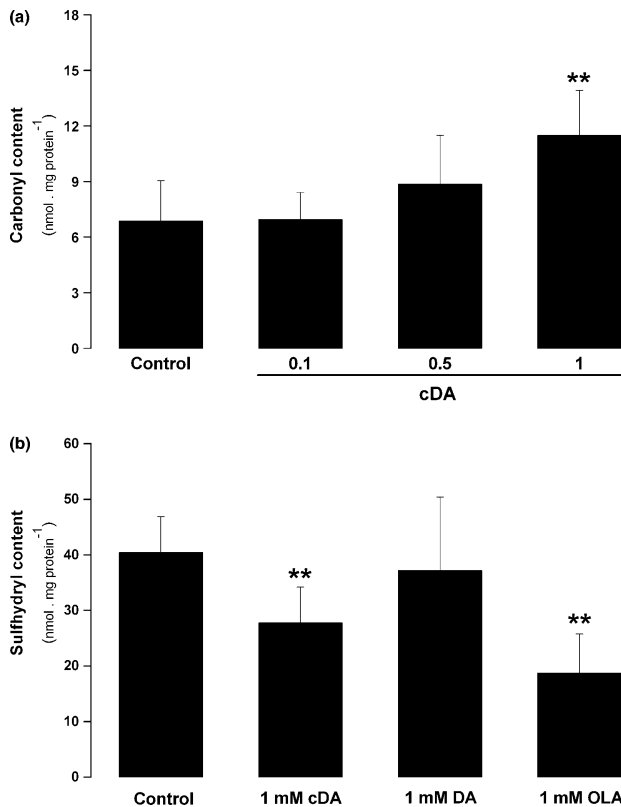 (a)
Carbonyl content
(nmol . mg protein⁻¹)
18
15
12
9
6
3
0
**
Control
0.1
0.5
1
cDA
(b)
Sulfhydryl content
(nmol . mg protein⁻¹)
60
50
40
30
20
10
0
**
**
Control
1 mM cDA
1 mM DA
1 mM OLA